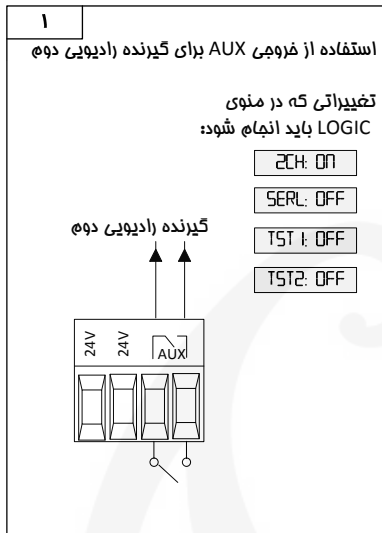 ۱
استفاده از خروجی AUX برای گیرنده رادیویی دوم
تغییراتی که در منوی
LOGIC باید انجام شود:
2CH: ON
SERL: OFF
TST1: OFF
TST2: OFF
گیرنده رادیویی دوم
24V
24V
AUX